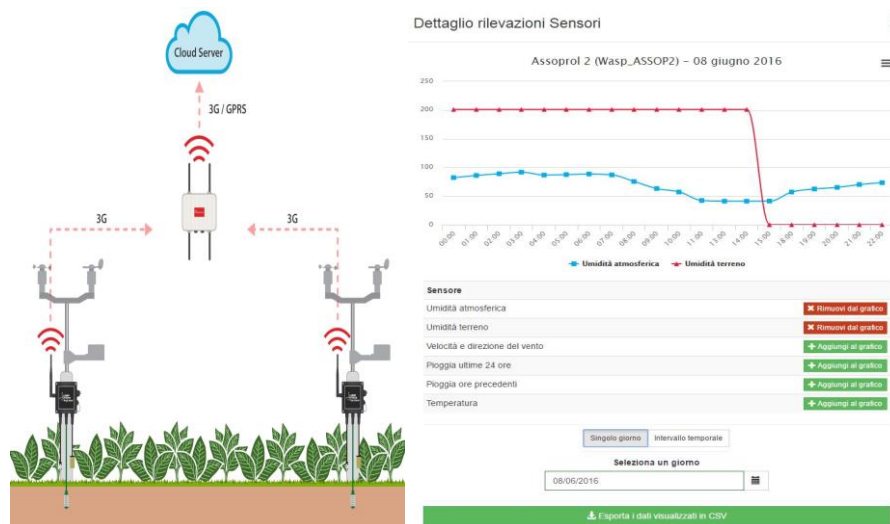 Cloud Server
3G / GPRS
3G
3G
Dettaglio rilevazioni Sensori
Assoprol 2 (Wasp_ASSOP2) - 08 giugno 2016
250
200
150
100
50
0
00:00 01:00 02:00 03:00 04:00 05:00 06:00 07:00 08:00 09:00 10:00 11:00 13:00 14:00 15:00 18:00 19:00 20:00 21:00 22:00
Umidità atmosferica Umidità terreno
Sensore
Umidità atmosferica Rimuovi dal grafico
Umidità terreno Rimuovi dal grafico
Velocità e direzione del vento Aggiungi al grafico
Pioggia ultime 24 ore Aggiungi al grafico
Pioggia ore precedenti Aggiungi al grafico
Temperatura Aggiungi al grafico
Singolo giorno Intervallo temporale
Seleziona un giorno
08/06/2016
Esporta i dati visualizzati in CSV